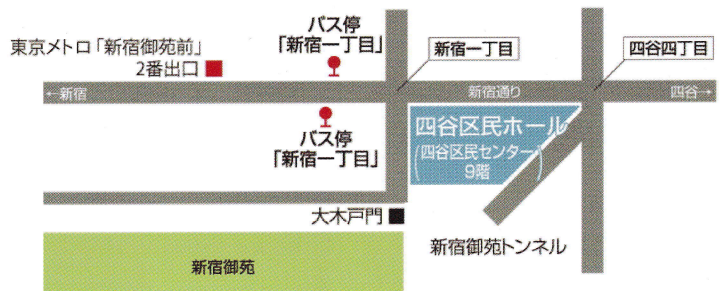 バス停
「新宿一丁目」
東京メトロ「新宿御苑前」
2番出口
新宿一丁目
四谷四丁目
←新宿
新宿通り
四谷→
バス停
「新宿一丁目」
四谷区民ホール
(四谷区民センター)
9階
大木戸門
新宿御苑トンネル
新宿御苑